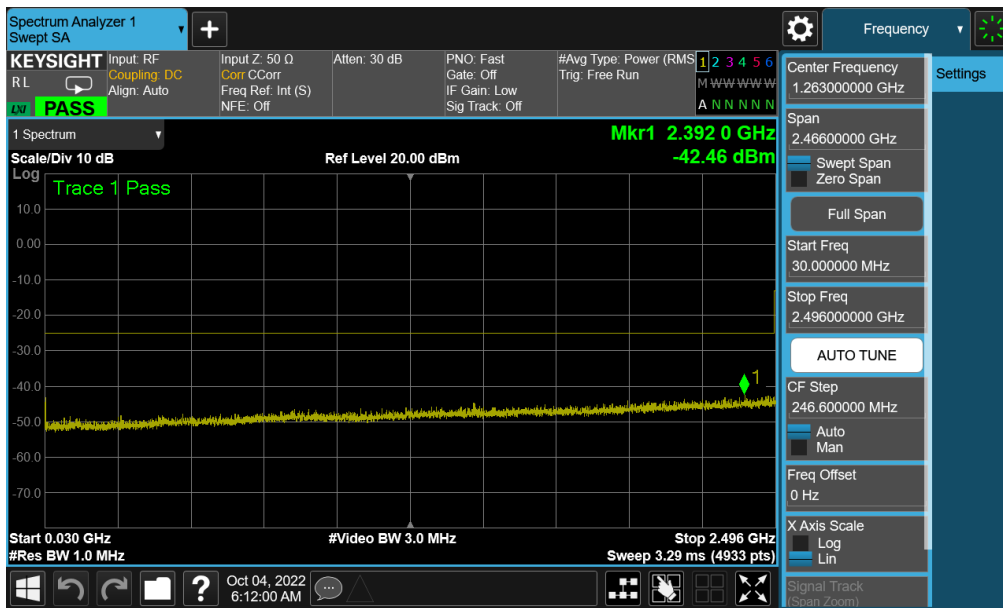 Spectrum Analyzer 1
Swept SA
+
Frequency
KEYSIGHT
RL
LXI PASS
Input: RF
Coupling: DC
Align: Auto
Input Z: 50 Ω
Corr CCorr
Freq Ref: Int (S)
NFE: Off
Atten: 30 dB
PNO: Fast
Gate: Off
IF Gain: Low
Sig Track: Off
#Avg Type: Power (RMS
Trig: Free Run
1 2 3 4 5 6
M W W W W W
A N N N N N
1 Spectrum
Scale/Div 10 dB
Ref Level 20.00 dBm
Mkr1 2.392 0 GHz
-42.46 dBm
Log
Trace 1 Pass
10.0
0.00
-10.0
-20.0
-30.0
-40.0
-50.0
-60.0
-70.0
1
Start 0.030 GHz
#Res BW 1.0 MHz
#Video BW 3.0 MHz
Stop 2.496 GHz
Sweep 3.29 ms (4933 pts)
Center Frequency
1.263000000 GHz
Span
2.46600000 GHz
Swept Span
Zero Span
Full Span
Start Freq
30.000000 MHz
Stop Freq
2.496000000 GHz
AUTO TUNE
CF Step
246.600000 MHz
Auto
Man
Freq Offset
0 Hz
X Axis Scale
Log
Lin
Signal Track
(Span Zoom)
Settings
?
Oct 04, 2022
6:12:00 AM